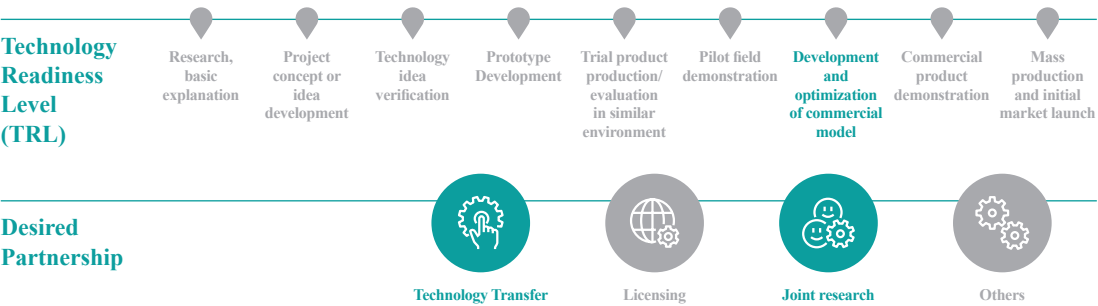 Technology
Readiness
Level
(TRL)
Research,
basic
explanation
Project
concept or
idea
development
Technology
idea
verification
Prototype
Development
Trial product
production/
evaluation
in similar
environment
Pilot field
demonstration
Development
and
optimization
of commercial
model
Commercial
product
demonstration
Mass
production
and initial
market launch
Desired
Partnership
Technology Transfer
Licensing
Joint research
Others